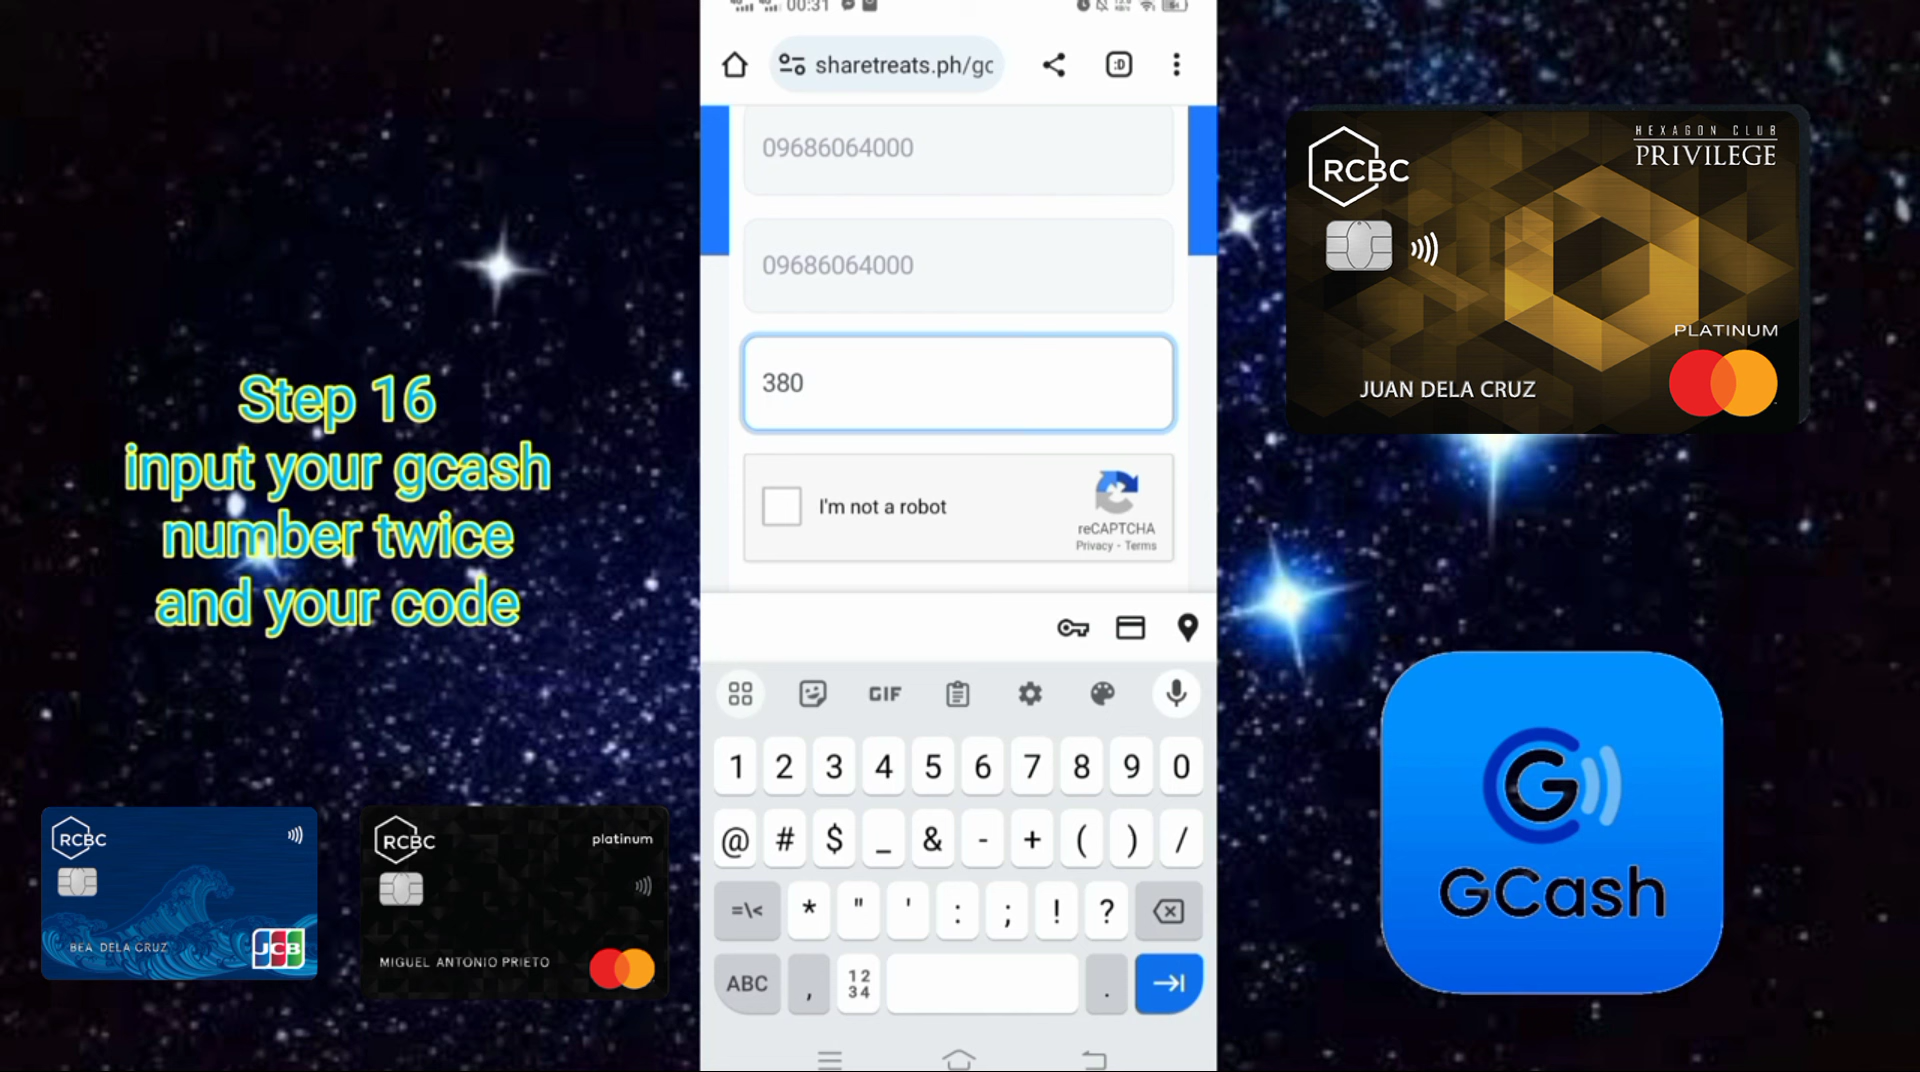 Step 16
input your gcash
number twice
and your code
RCBC
BEA DELA CRUZ
JCB
RCBC
platinum
MIGUEL ANTONIO PRIETO
00:31
sharetreats.ph/gc
:D
09686064000
09686064000
380
I'm not a robot
reCAPTCHA
Privacy - Terms
GIF
1 2 3 4 5 6 7 8 9 0
@ # $ _ & - + ( ) /
=\< * " ' : ; ! ?
ABC , 12 34 .
RCBC
HEXAGON CLUB
PRIVILEGE
PLATINUM
JUAN DELA CRUZ
G
GCash